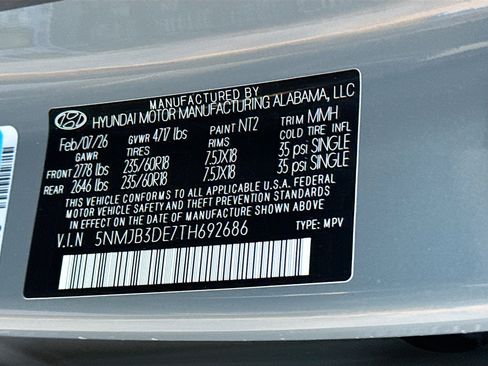 MANUFACTURED BY
HYUNDAI MOTOR MANUFACTURING ALABAMA, LLC
Feb/07/26 GVWR 4717 lbs PAINT NT2 TRIM MMH
GAWR TIRES RIMS COLD TIRE INFL
FRONT 2778 lbs 235/60R18 7.5JX18 35 psi SINGLE
REAR 2646 lbs 235/60R18 7.5JX18 35 psi SINGLE
THIS VEHICLE CONFORMS TO ALL APPLICABLE U.S.A. FEDERAL
MOTOR VEHICLE SAFETY AND THEFT PREVENTION STANDARDS
IN EFFECT ON THE DATE OF MANUFACTURE SHOWN ABOVE.
V.I.N 5NMJB3DE7TH692686 TYPE: MPV